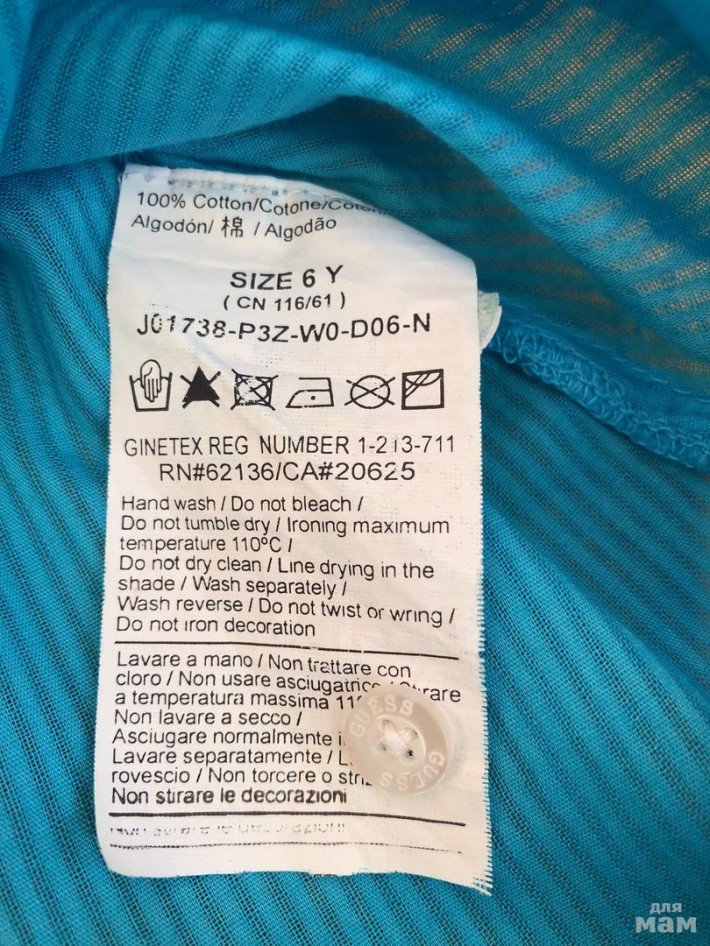 100% Cotton/Cotone/Coton/
Algodón/ 棉 / Algodão
SIZE 6 Y
( CN 116/61 )
J01738-P3Z-W0-D06-N
GINETEX REG NUMBER 1-213-711
RN#62136/CA#20625
Hand wash / Do not bleach /
Do not tumble dry / Ironing maximum
temperature 110ºC /
Do not dry clean / Line drying in the
shade / Wash separately /
Wash reverse / Do not twist or wring /
Do not iron decoration
Lavare a mano / Non trattare con
cloro / Non usare asciugatrice /
a temperatura massima
Non lavare a secco /
Asciugare normalmente
Lavare separatamente /
rovescio / Non torcere o
Non stirare le decorazioni
GUESS
GUESS
для
мам